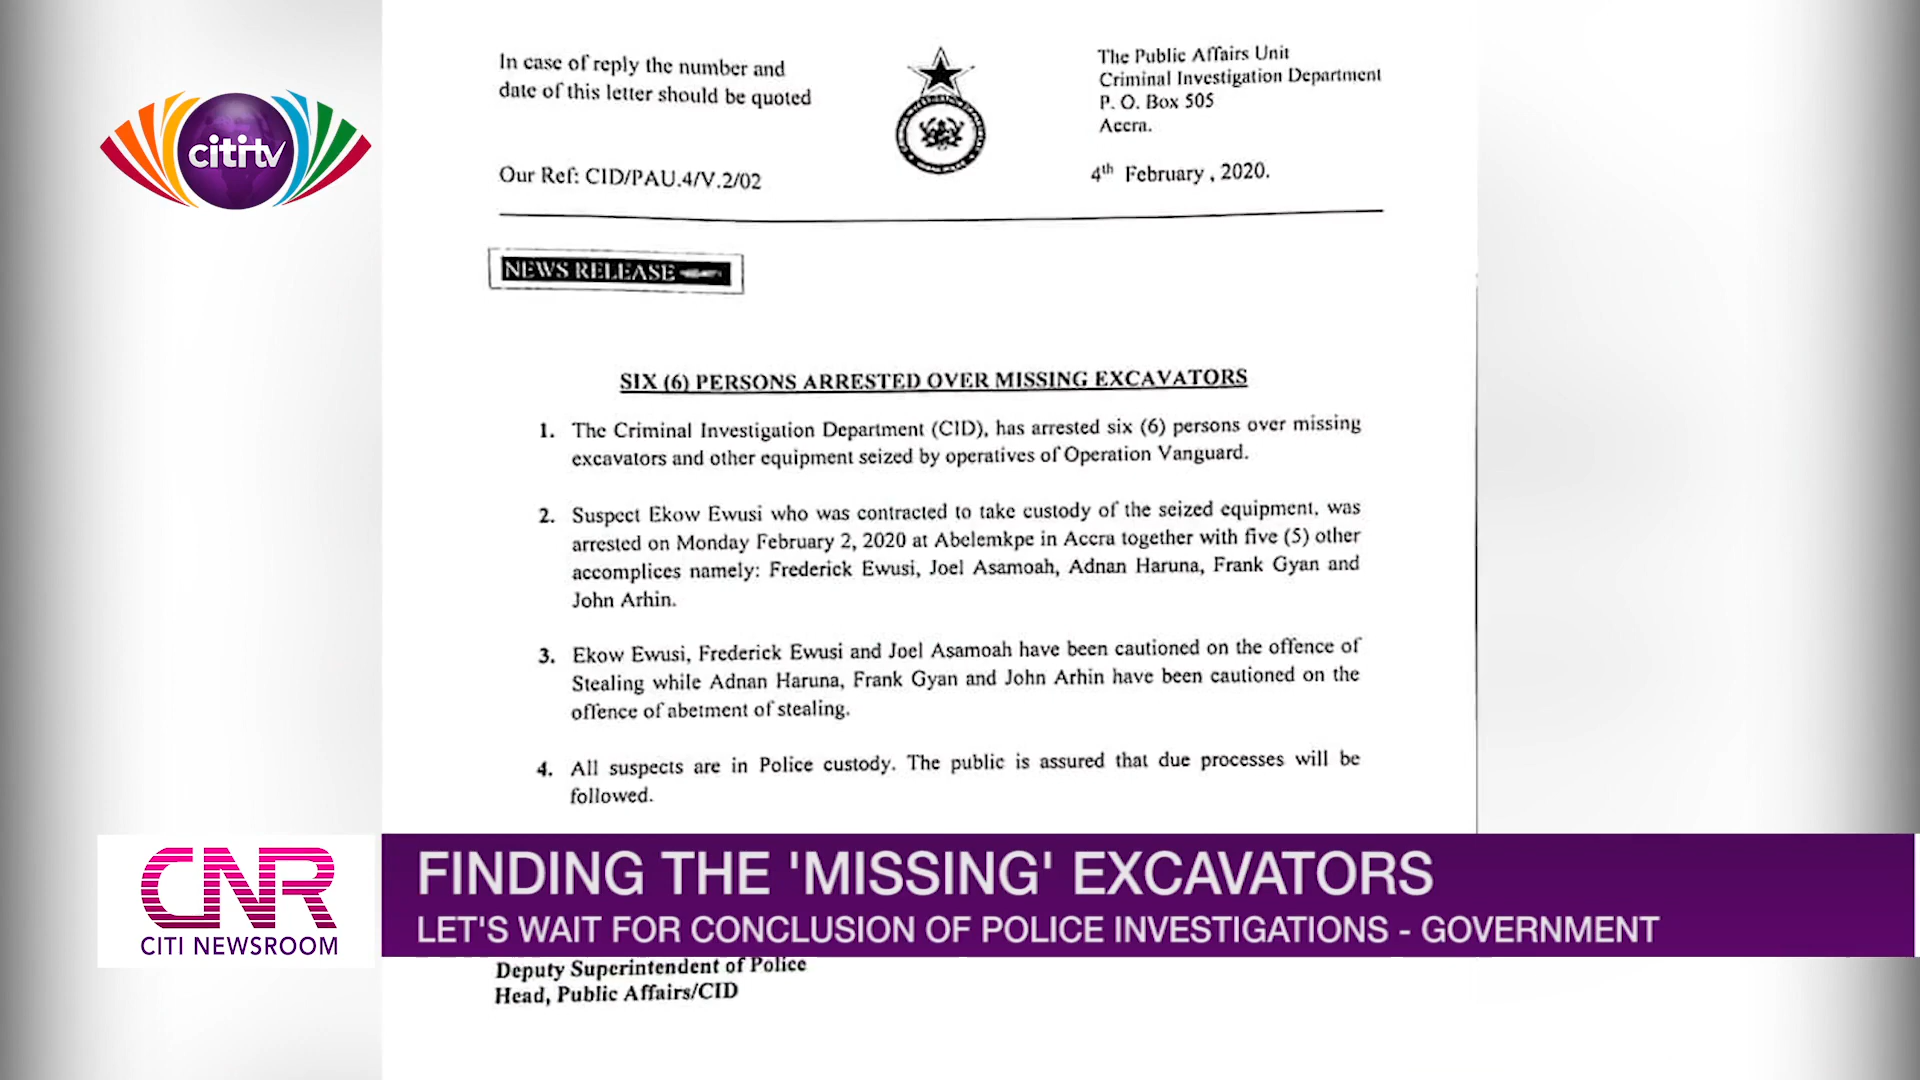 In case of reply the number and
date of this letter should be quoted
The Public Affairs Unit
Criminal Investigation Department
P. O. Box 505
Accra.
Our Ref: CID/PAU.4/V.2/02
4th February , 2020.
citi tv
NEWS RELEASE
SIX (6) PERSONS ARRESTED OVER MISSING EXCAVATORS
1. The Criminal Investigation Department (CID), has arrested six (6) persons over missing
excavators and other equipment seized by operatives of Operation Vanguard.
2. Suspect Ekow Ewusi who was contracted to take custody of the seized equipment, was
arrested on Monday February 2, 2020 at Abelemkpe in Accra together with five (5) other
accomplices namely: Frederick Ewusi, Joel Asamoah, Adnan Haruna, Frank Gyan and
John Arhin.
3. Ekow Ewusi, Frederick Ewusi and Joel Asamoah have been cautioned on the offence of
Stealing while Adnan Haruna, Frank Gyan and John Arhin have been cautioned on the
offence of abetment of stealing.
4. All suspects are in Police custody. The public is assured that due processes will be
followed.
CNR
CITI NEWSROOM
FINDING THE 'MISSING' EXCAVATORS
LET'S WAIT FOR CONCLUSION OF POLICE INVESTIGATIONS - GOVERNMENT
Deputy Superintendent of Police
Head, Public Affairs/CID